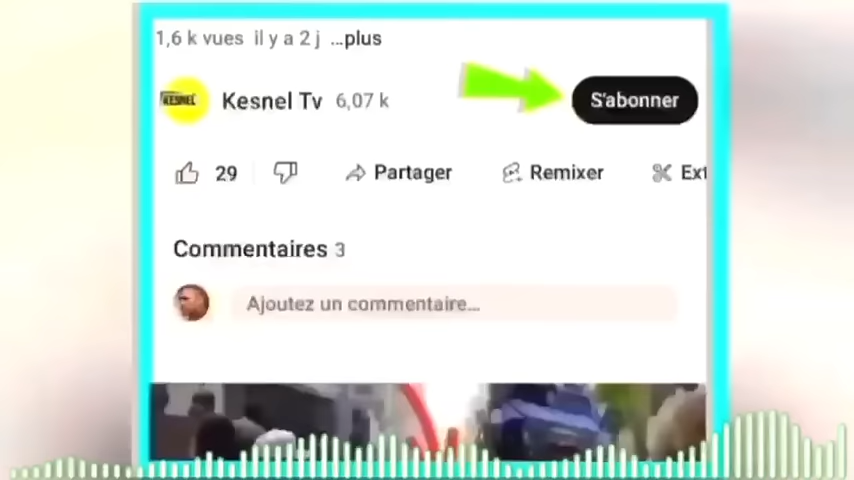 1,6 k vues il y a 2 j ...plus
KESNEL
Kesnel Tv 6,07 k
S'abonner
29
Partager
Remixer
Ext
Commentaires 3
Ajoutez un commentaire...